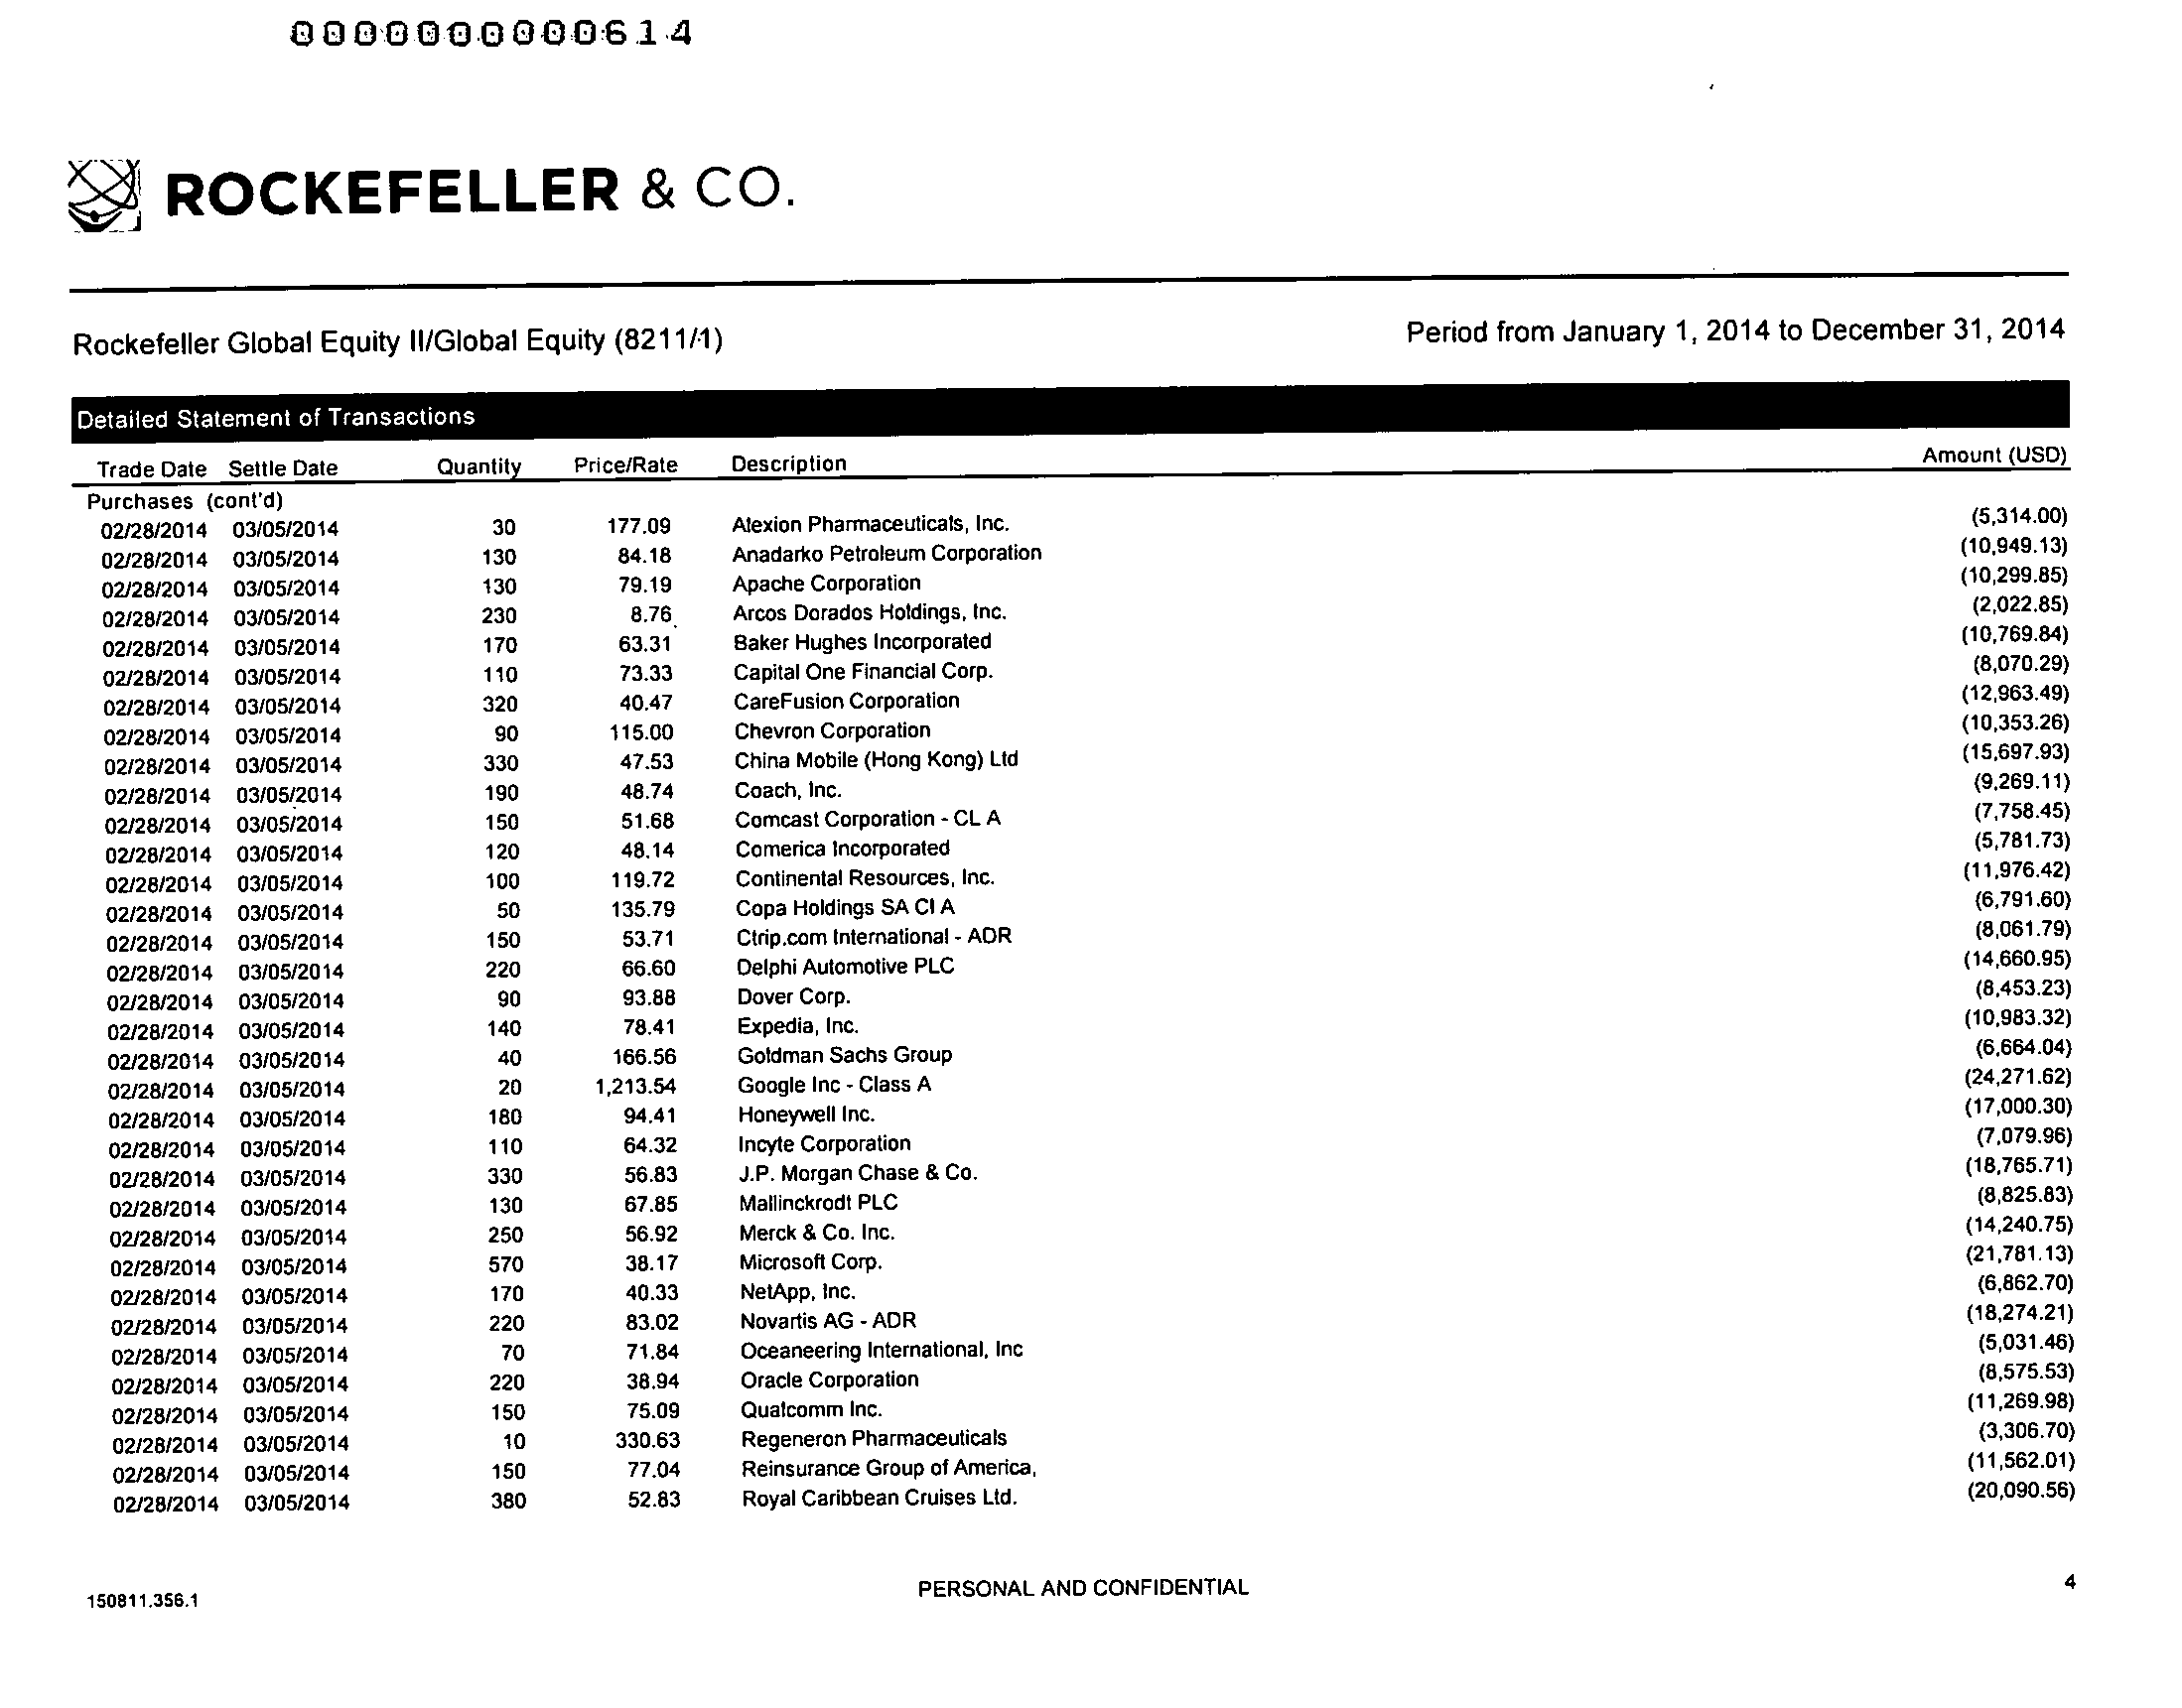 0000000000614
ROCKEFELLER & CO.
Rockefeller Global Equity II/Global Equity (8211/1) Period from January 1, 2014 to December 31, 2014
Detailed Statement of Transactions
Trade Date Settle Date Quantity Price/Rate Description Amount (USD)
Purchases (cont'd)
02/28/2014 03/05/2014 30 177.09 Alexion Pharmaceuticals, Inc. (5,314.00)
02/28/2014 03/05/2014 130 84.18 Anadarko Petroleum Corporation (10,949.13)
02/28/2014 03/05/2014 130 79.19 Apache Corporation (10,299.85)
02/28/2014 03/05/2014 230 8.76 Arcos Dorados Holdings, Inc. (2,022.85)
02/28/2014 03/05/2014 170 63.31 Baker Hughes Incorporated (10,769.84)
02/28/2014 03/05/2014 110 73.33 Capital One Financial Corp. (8,070.29)
02/28/2014 03/05/2014 320 40.47 CareFusion Corporation (12,963.49)
02/28/2014 03/05/2014 90 115.00 Chevron Corporation (10,353.26)
02/28/2014 03/05/2014 330 47.53 China Mobile (Hong Kong) Ltd (15,697.93)
02/28/2014 03/05/2014 190 48.74 Coach, Inc. (9,269.11)
02/28/2014 03/05/2014 150 51.68 Comcast Corporation - CL A (7,758.45)
02/28/2014 03/05/2014 120 48.14 Comerica Incorporated (5,781.73)
02/28/2014 03/05/2014 100 119.72 Continental Resources, Inc. (11,976.42)
02/28/2014 03/05/2014 50 135.79 Copa Holdings SA Cl A (6,791.60)
02/28/2014 03/05/2014 150 53.71 Ctrip.com International - ADR (8,061.79)
02/28/2014 03/05/2014 220 66.60 Delphi Automotive PLC (14,660.95)
02/28/2014 03/05/2014 90 93.88 Dover Corp. (8,453.23)
02/28/2014 03/05/2014 140 78.41 Expedia, Inc. (10,983.32)
02/28/2014 03/05/2014 40 166.56 Goldman Sachs Group (6,664.04)
02/28/2014 03/05/2014 20 1,213.54 Google Inc - Class A (24,271.62)
02/28/2014 03/05/2014 180 94.41 Honeywell Inc. (17,000.30)
02/28/2014 03/05/2014 110 64.32 Incyte Corporation (7,079.96)
02/28/2014 03/05/2014 330 56.83 J.P. Morgan Chase & Co. (18,765.71)
02/28/2014 03/05/2014 130 67.85 Mallinckrodt PLC (8,825.83)
02/28/2014 03/05/2014 250 56.92 Merck & Co. Inc. (14,240.75)
02/28/2014 03/05/2014 570 38.17 Microsoft Corp. (21,781.13)
02/28/2014 03/05/2014 170 40.33 NetApp, Inc. (6,862.70)
02/28/2014 03/05/2014 220 83.02 Novartis AG - ADR (18,274.21)
02/28/2014 03/05/2014 70 71.84 Oceaneering International, Inc (5,031.46)
02/28/2014 03/05/2014 220 38.94 Oracle Corporation (8,575.53)
02/28/2014 03/05/2014 150 75.09 Qualcomm Inc. (11,269.98)
02/28/2014 03/05/2014 10 330.63 Regeneron Pharmaceuticals (3,306.70)
02/28/2014 03/05/2014 150 77.04 Reinsurance Group of America, (11,562.01)
02/28/2014 03/05/2014 380 52.83 Royal Caribbean Cruises Ltd. (20,090.56)
150811.356.1 PERSONAL AND CONFIDENTIAL 4